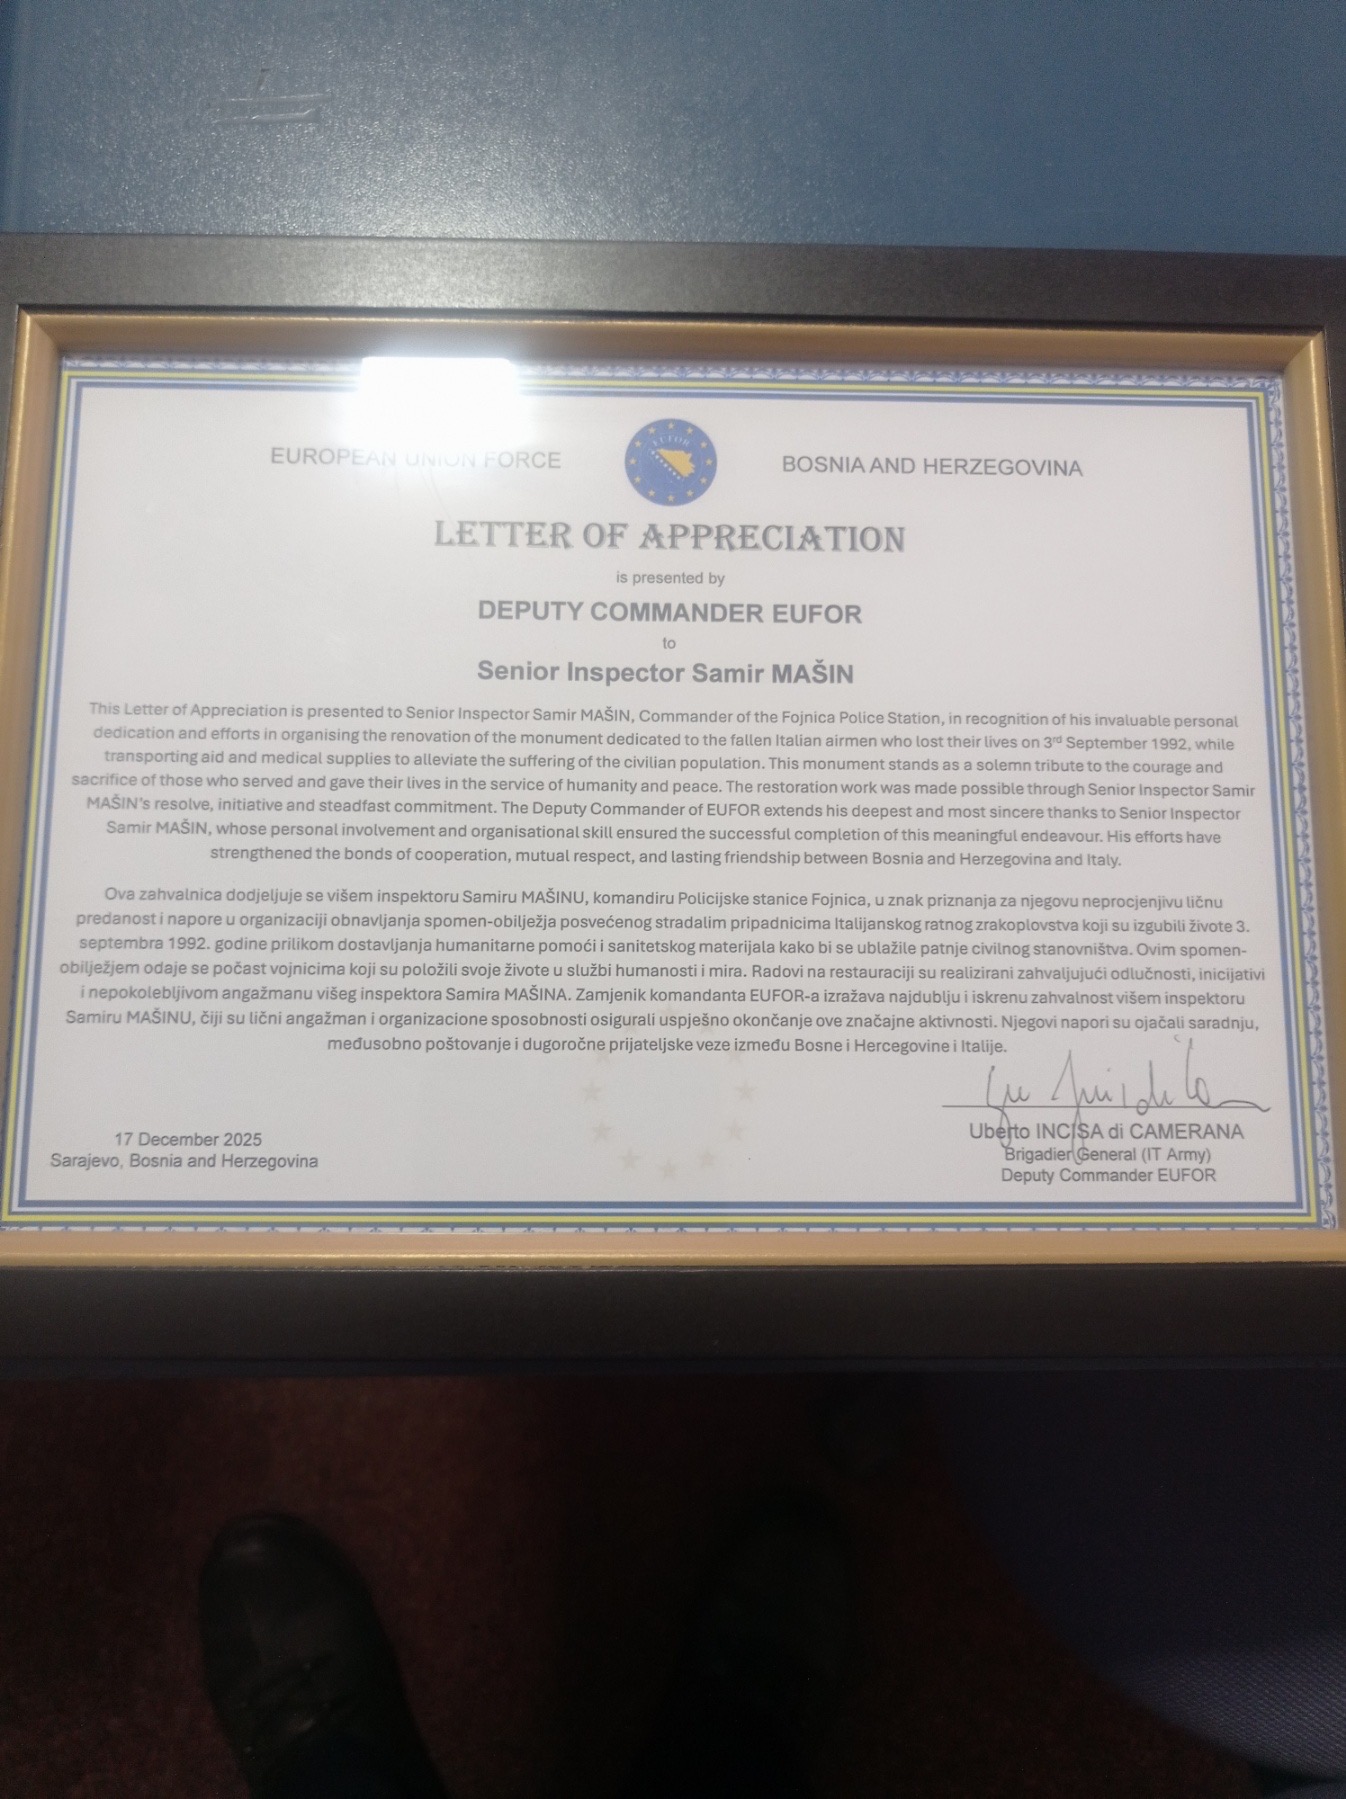 EUROPEAN UNION FORCE
EUFOR
BOSNIA AND HERZEGOVINA
LETTER OF APPRECIATION
is presented by
DEPUTY COMMANDER EUFOR
to
Senior Inspector Samir MAŠIN
This Letter of Appreciation is presented to Senior Inspector Samir MAŠIN, Commander of the Fojnica Police Station, in recognition of his invaluable personal
dedication and efforts in organising the renovation of the monument dedicated to the fallen Italian airmen who lost their lives on 3rd September 1992, while
transporting aid and medical supplies to alleviate the suffering of the civilian population. This monument stands as a solemn tribute to the courage and
sacrifice of those who served and gave their lives in the service of humanity and peace. The restoration work was made possible through Senior Inspector Samir
MAŠIN's resolve, initiative and steadfast commitment. The Deputy Commander of EUFOR extends his deepest and most sincere thanks to Senior Inspector
Samir MAŠIN, whose personal involvement and organisational skill ensured the successful completion of this meaningful endeavour. His efforts have
strengthened the bonds of cooperation, mutual respect, and lasting friendship between Bosnia and Herzegovina and Italy.
Ova zahvalnica dodjeljuje se višem inspektoru Samiru MAŠINU, komandiru Policijske stanice Fojnica, u znak priznanja za njegovu neprocjenjivu ličnu
predanost i napore u organizaciji obnavljanja spomen-obilježja posvećenog stradalim pripadnicima Italijanskog ratnog zrakoplovstva koji su izgubili živote 3.
septembra 1992. godine prilikom dostavljanja humanitarne pomoći i sanitetskog materijala kako bi se ublažile patnje civilnog stanovništva. Ovim spomen-
obilježjem odaje se počast vojnicima koji su položili svoje živote u službi humanosti i mira. Radovi na restauraciji su realizirani zahvaljujući odlučnosti, inicijativi
i nepokolebljivom angažmanu višeg inspektora Samira MAŠINA. Zamjenik komandanta EUFOR-a izražava najdublju i iskrenu zahvalnost višem inspektoru
Samiru MAŠINU, čiji su lični angažman i organizacione sposobnosti osigurali uspješno okončanje ove značajne aktivnosti. Njegovi napori su ojačali saradnju,
međusobno poštovanje i dugoročne prijateljske veze između Bosne i Hercegovine i Italije.
17 December 2025
Sarajevo, Bosnia and Herzegovina
Uberto INCISA di CAMERANA
Brigadier General (IT Army)
Deputy Commander EUFOR